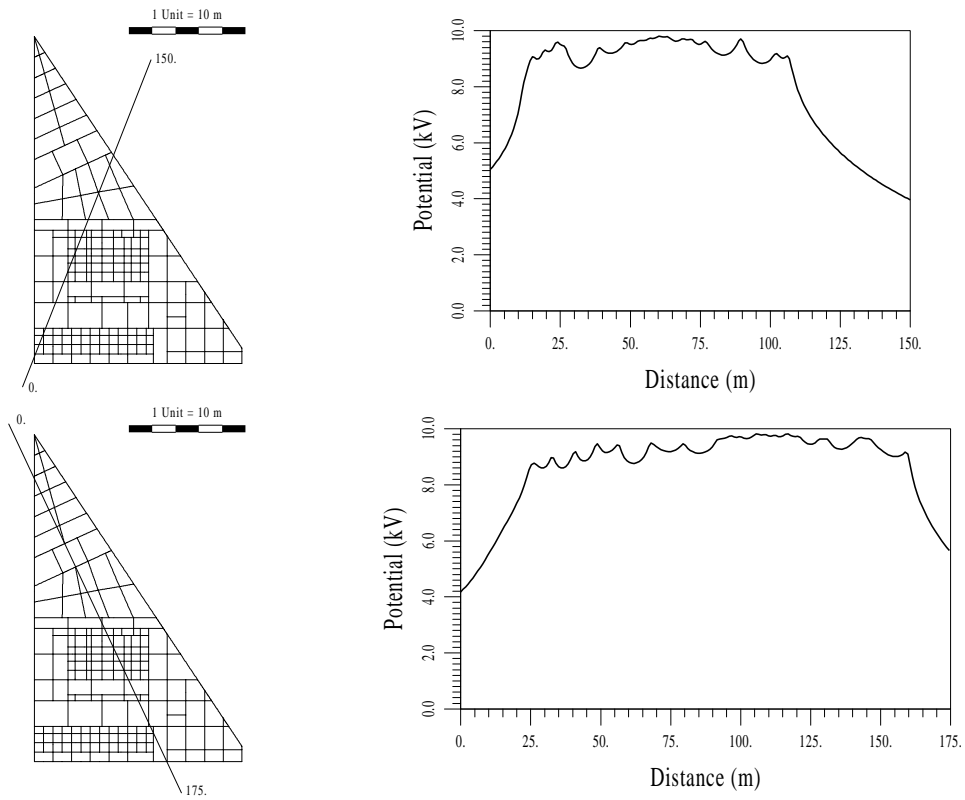 1 Unit = 10 m
150.
0.
Potential (kV)
10.0
8.0
6.0
4.0
2.0
0.0
0. 25. 50. 75. 100. 125. 150.
Distance (m)
1 Unit = 10 m
0.
175.
Potential (kV)
10.0
8.0
6.0
4.0
2.0
0.0
0. 25. 50. 75. 100. 125. 150. 175.
Distance (m)